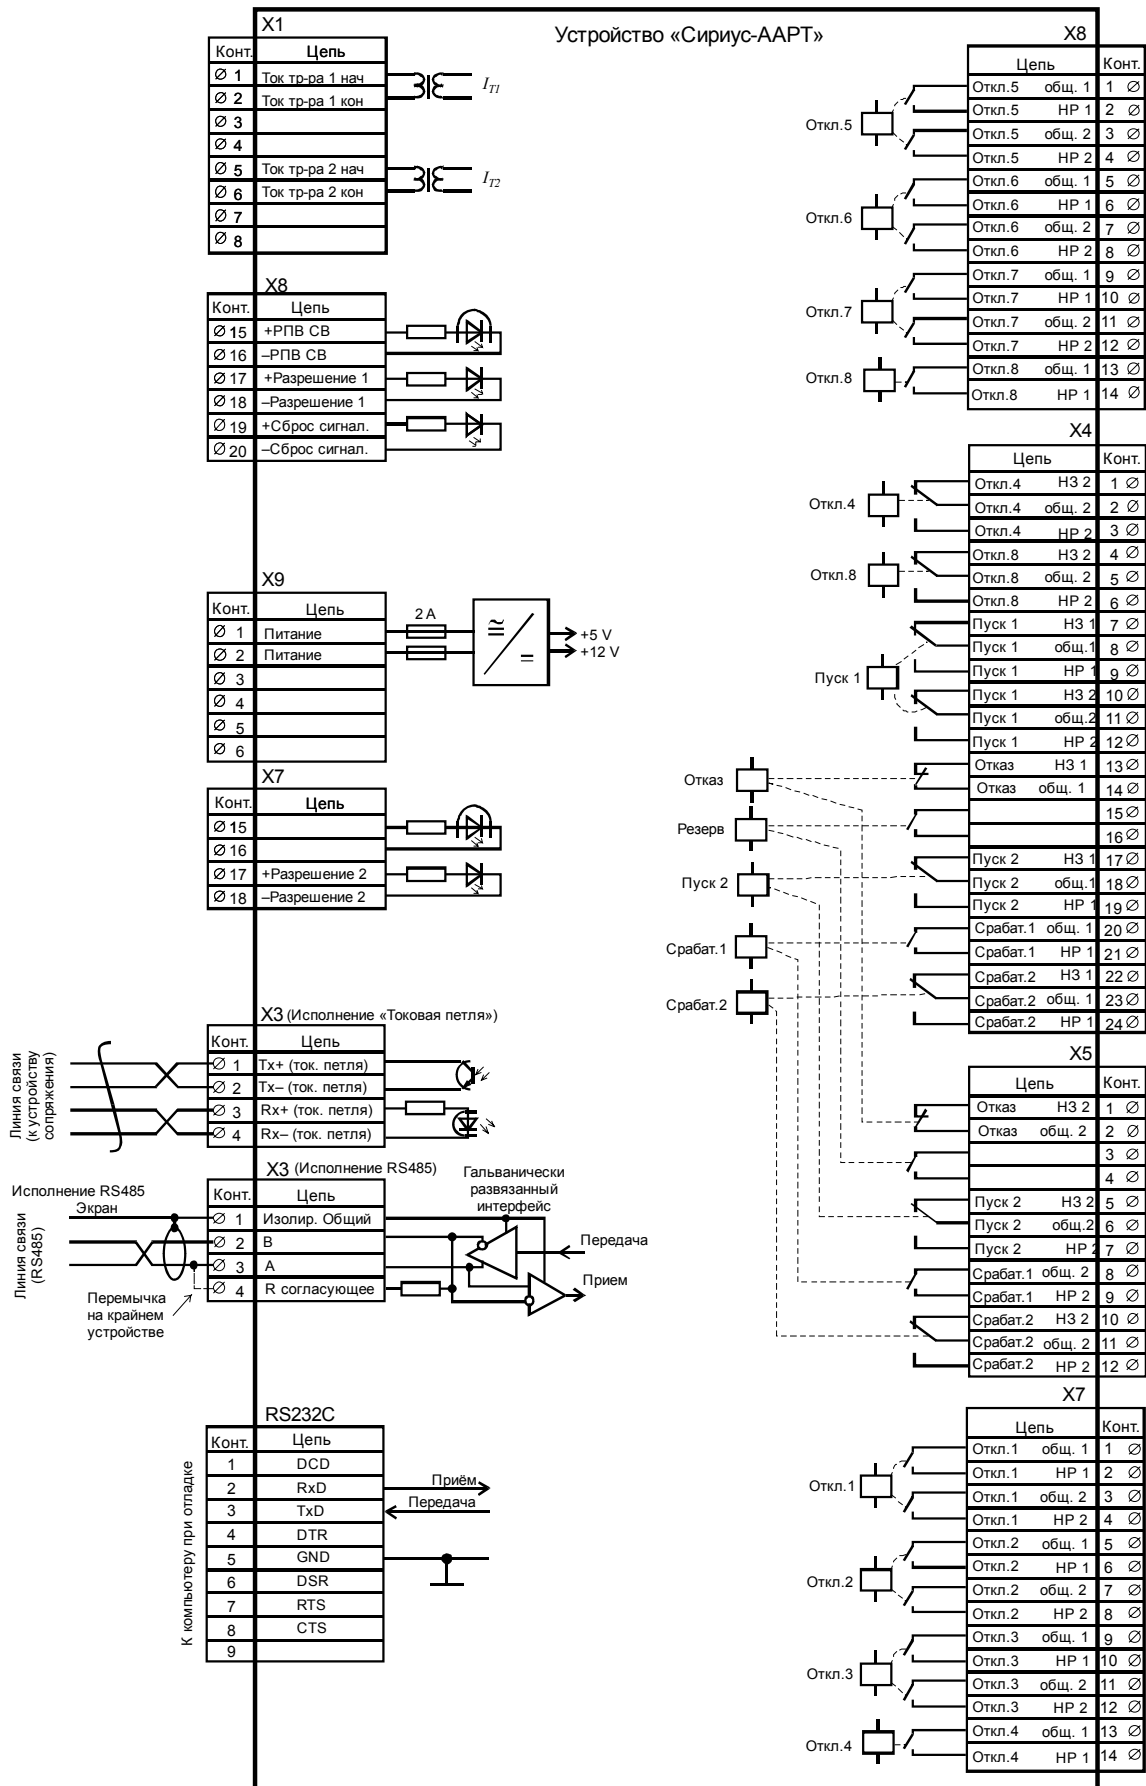 Устройство «Сириус-ААРТ»
X1
Конт. Цепь
1 Ток тр-ра 1 нач
2 Ток тр-ра 1 кон
3
4
5 Ток тр-ра 2 нач
6 Ток тр-ра 2 кон
7
8
IT1
IT2
X8
Конт. Цепь
15 +РПВ СВ
16 –РПВ СВ
17 +Разрешение 1
18 –Разрешение 1
19 +Сброс сигнал.
20 –Сброс сигнал.
X9
Конт. Цепь
1 Питание
2 Питание
3
4
5
6
2 А
≅
=
+5 V
+12 V
X7
Конт. Цепь
15
16
17 +Разрешение 2
18 –Разрешение 2
X3 (Исполнение «Токовая петля»)
Конт. Цепь
1 Tx+ (ток. петля)
2 Tx– (ток. петля)
3 Rx+ (ток. петля)
4 Rx– (ток. петля)
Линия связи
(к устройству
сопряжения)
X3 (Исполнение RS485)
Конт. Цепь
1 Изолир. Общий
2 B
3 A
4 R согласующее
Исполнение RS485
Экран
Линия связи
(RS485)
Перемычка
на крайнем
устройстве
Гальванически
развязанный
интерфейс
Передача
Прием
RS232C
Конт. Цепь
1 DCD
2 RxD
3 TxD
4 DTR
5 GND
6 DSR
7 RTS
8 CTS
9
Приём
Передача
К компьютеру при отладке
X8
Цепь Конт.
Откл.5 общ. 1 1
Откл.5 НР 1 2
Откл.5 общ. 2 3
Откл.5 НР 2 4
Откл.6 общ. 1 5
Откл.6 НР 1 6
Откл.6 общ. 2 7
Откл.6 НР 2 8
Откл.7 общ. 1 9
Откл.7 НР 1 10
Откл.7 общ. 2 11
Откл.7 НР 2 12
Откл.8 общ. 1 13
Откл.8 НР 1 14
Откл.5
Откл.6
Откл.7
Откл.8
X4
Цепь Конт.
Откл.4 НЗ 2 1
Откл.4 общ. 2 2
Откл.4 НР 2 3
Откл.8 НЗ 2 4
Откл.8 общ. 2 5
Откл.8 НР 2 6
Пуск 1 НЗ 1 7
Пуск 1 общ.1 8
Пуск 1 НР 1 9
Пуск 1 НЗ 2 10
Пуск 1 общ.2 11
Пуск 1 НР 2 12
Отказ НЗ 1 13
Отказ общ. 1 14
15
16
Пуск 2 НЗ 1 17
Пуск 2 общ.1 18
Пуск 2 НР 1 19
Срабат.1 общ. 1 20
Срабат.1 НР 1 21
Срабат.2 НЗ 1 22
Срабат.2 общ. 1 23
Срабат.2 НР 1 24
Откл.4
Откл.8
Пуск 1
Отказ
Резерв
Пуск 2
Срабат.1
Срабат.2
X5
Цепь Конт.
Отказ НЗ 2 1
Отказ общ. 2 2
3
4
Пуск 2 НЗ 2 5
Пуск 2 общ.2 6
Пуск 2 НР 2 7
Срабат.1 общ. 2 8
Срабат.1 НР 2 9
Срабат.2 НЗ 2 10
Срабат.2 общ. 2 11
Срабат.2 НР 2 12
X7
Цепь Конт.
Откл.1 общ. 1 1
Откл.1 НР 1 2
Откл.1 общ. 2 3
Откл.1 НР 2 4
Откл.2 общ. 1 5
Откл.2 НР 1 6
Откл.2 общ. 2 7
Откл.2 НР 2 8
Откл.3 общ. 1 9
Откл.3 НР 1 10
Откл.3 общ. 2 11
Откл.3 НР 2 12
Откл.4 общ. 1 13
Откл.4 НР 1 14
Откл.1
Откл.2
Откл.3
Откл.4